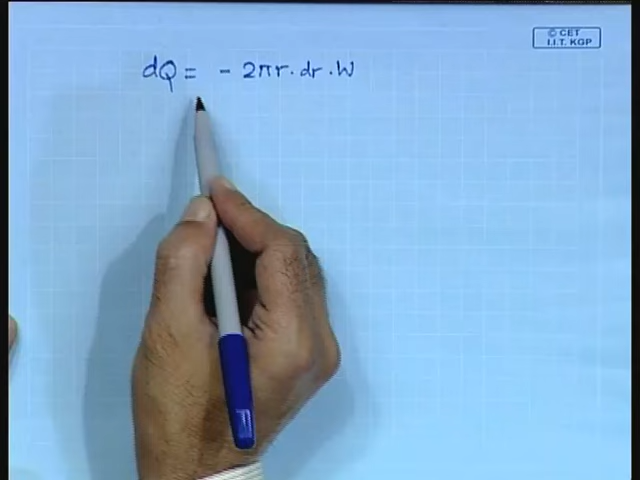 dQ = - 2πr · dr · W
© CET
I.I.T. KGP